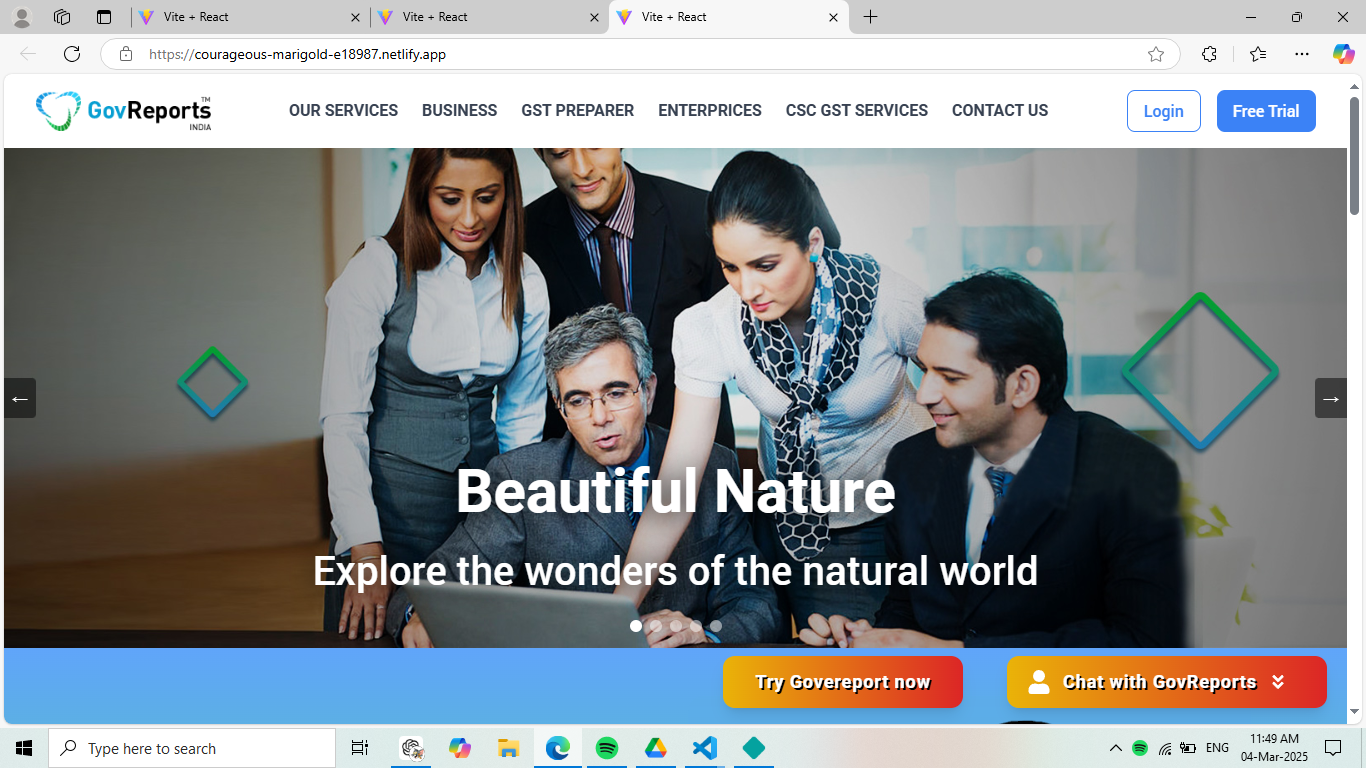 Vite + React
Vite + React
Vite + React
https://courageous-marigold-e18987.netlify.app
GovReports™
INDIA
OUR SERVICES
BUSINESS
GST PREPARER
ENTERPRICES
CSC GST SERVICES
CONTACT US
Login
Free Trial
←
→
Beautiful Nature
Explore the wonders of the natural world
Try Govereport now
Chat with GovReports
Type here to search
ENG
11:49 AM
04-Mar-2025